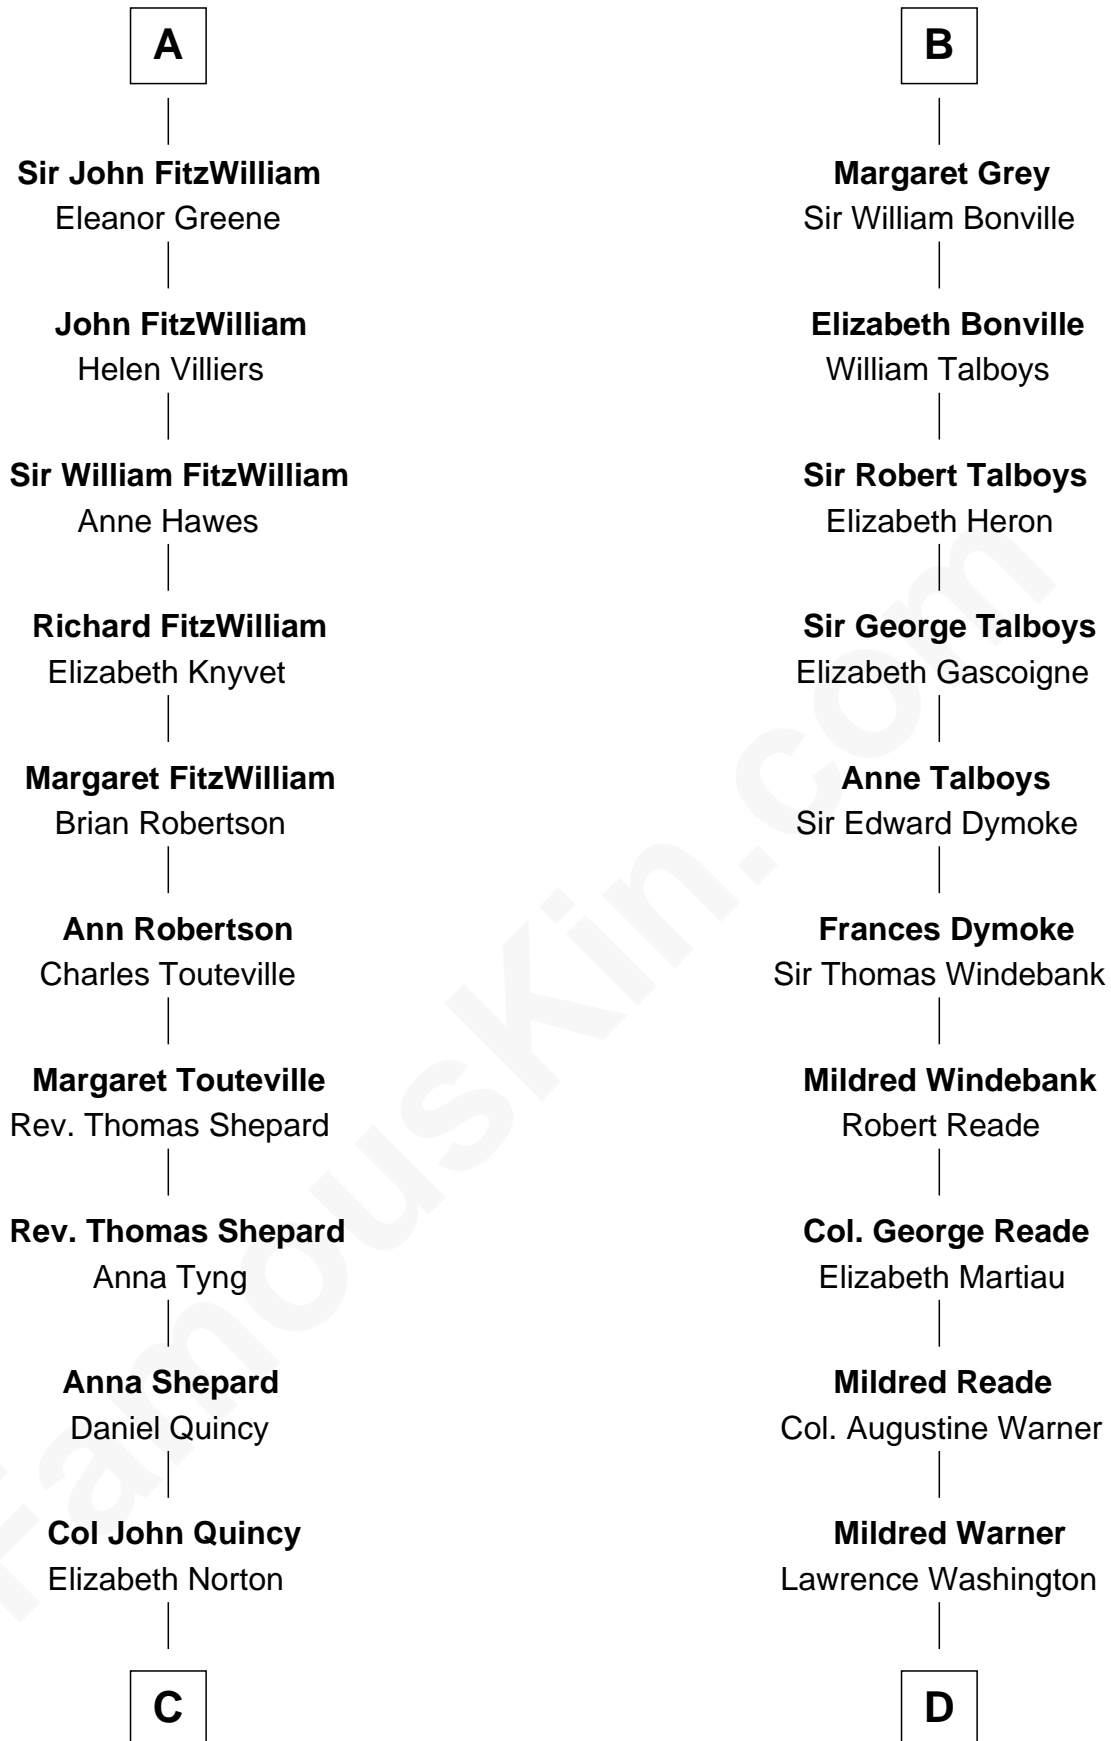 A
Sir John FitzWilliam
Eleanor Greene
John FitzWilliam
Helen Villiers
Sir William FitzWilliam
Anne Hawes
Richard FitzWilliam
Elizabeth Knyvet
Margaret FitzWilliam
Brian Robertson
Ann Robertson
Charles Touteville
Margaret Touteville
Rev. Thomas Shepard
Rev. Thomas Shepard
Anna Tyng
Anna Shepard
Daniel Quincy
Col John Quincy
Elizabeth Norton
C
B
Margaret Grey
Sir William Bonville
Elizabeth Bonville
William Talboys
Sir Robert Talboys
Elizabeth Heron
Sir George Talboys
Elizabeth Gascoigne
Anne Talboys
Sir Edward Dymoke
Frances Dymoke
Sir Thomas Windebank
Mildred Windebank
Robert Reade
Col. George Reade
Elizabeth Martiau
Mildred Reade
Col. Augustine Warner
Mildred Warner
Lawrence Washington
D
FamousKin.com